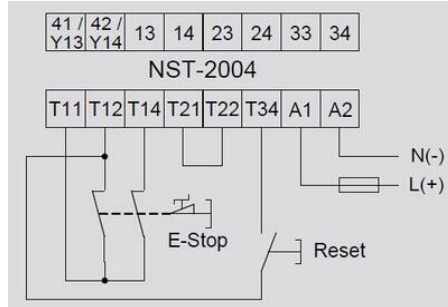 41 / Y13 42 / Y14 13 14 23 24 33 34
NST-2004
T11 T12 T14 T21 T22 T34 A1 A2
N(-)
L(+)
E-Stop
Reset